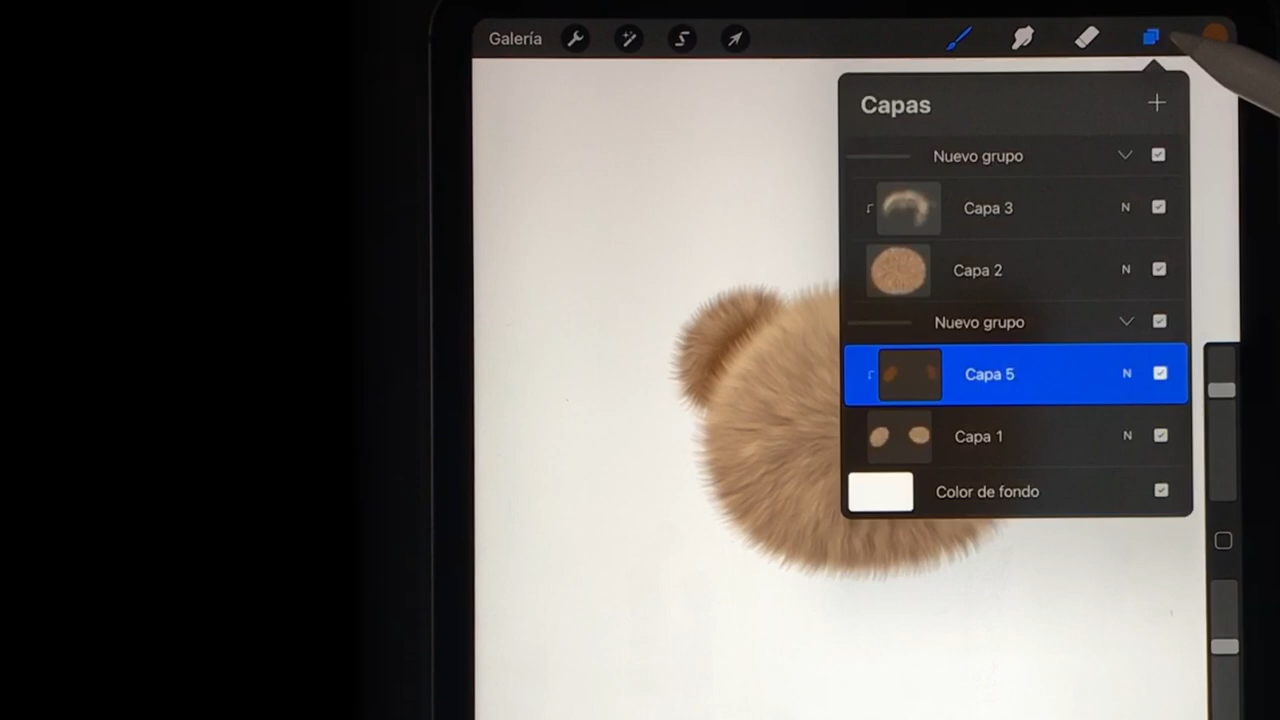 Galería
Capas
Nuevo grupo
Capa 3 N
Capa 2 N
Nuevo grupo
Capa 5 N
Capa 1 N
Color de fondo